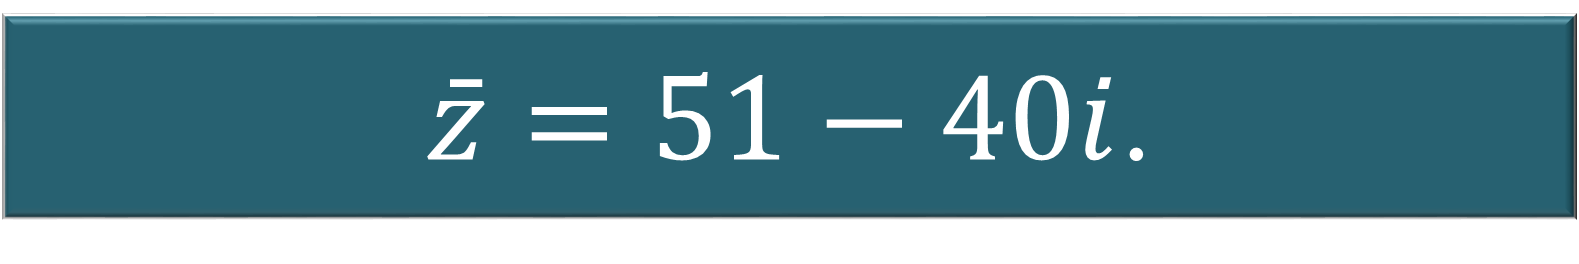 z̄ = 51 − 40i.